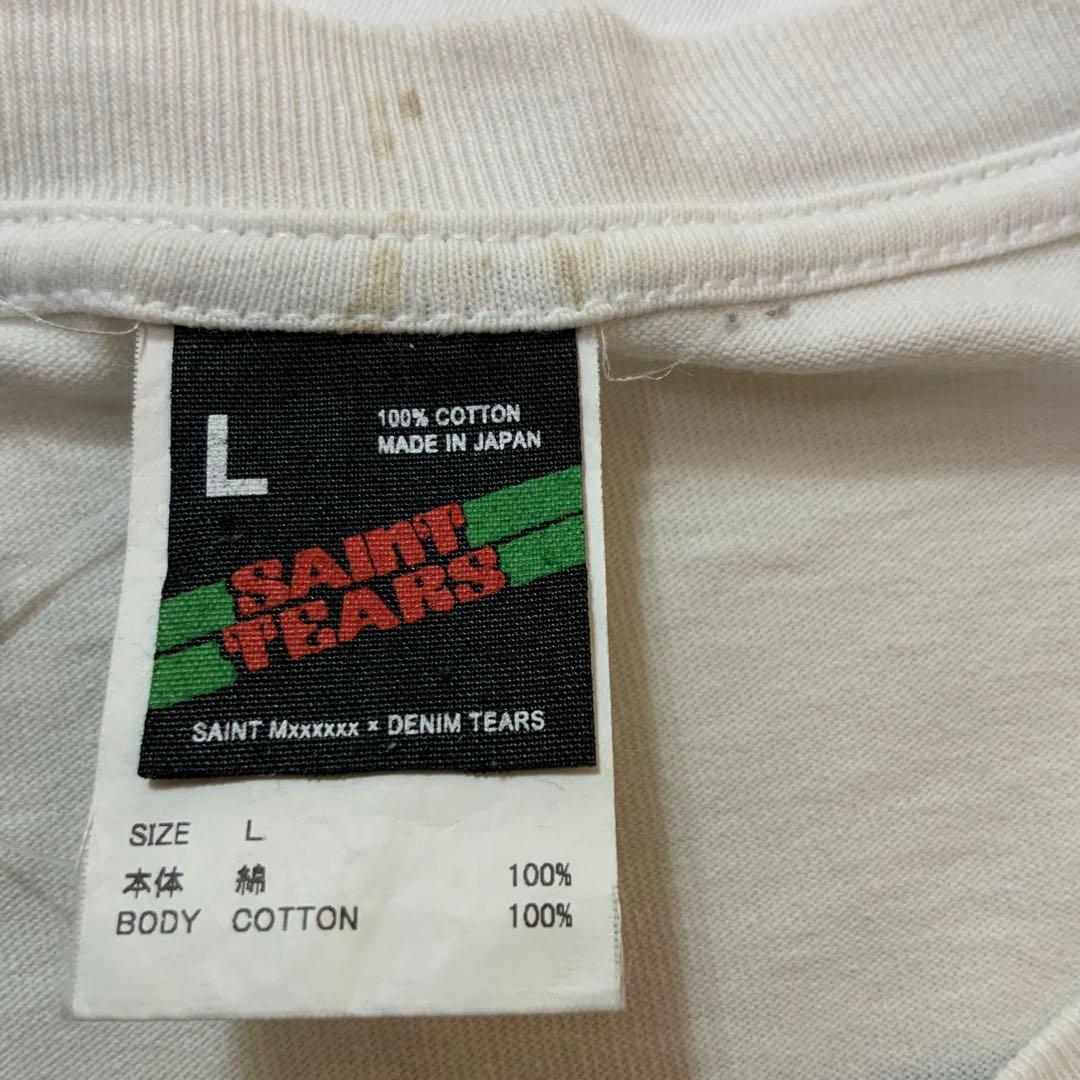 L
100% COTTON
MADE IN JAPAN
SAINT
TEARS
SAINT Mxxxxxx × DENIM TEARS
SIZE L
本体 綿 100%
BODY COTTON 100%